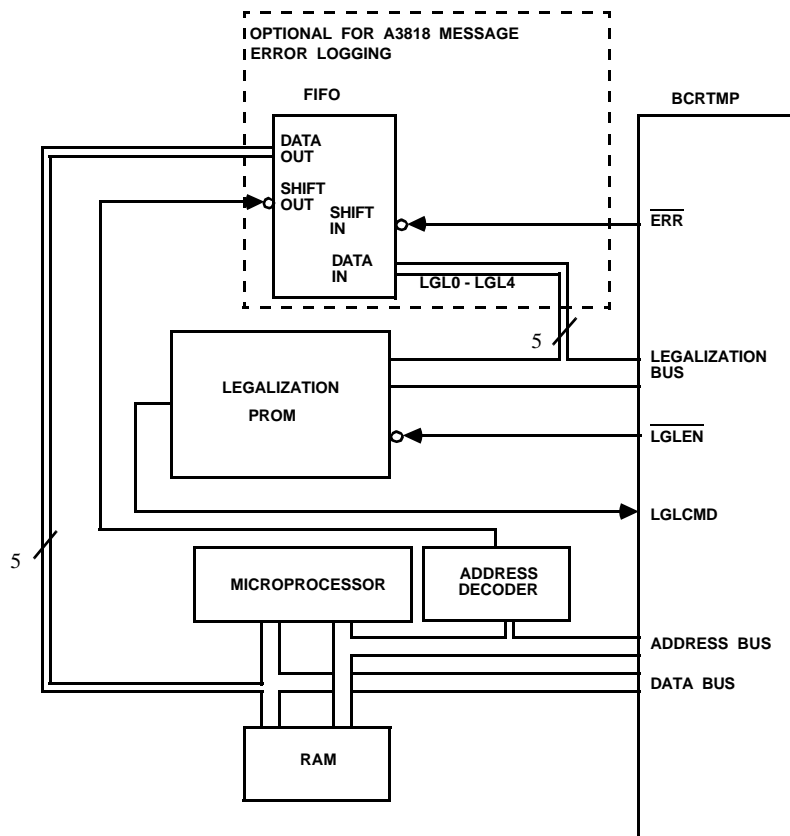 OPTIONAL FOR A3818 MESSAGE
ERROR LOGGING
FIFO
BCRTMP
DATA
OUT
SHIFT
OUT
SHIFT
IN
ERR
DATA
IN
LGL0 - LGL4
5
LEGALIZATION
BUS
LEGALIZATION
PROM
LGLEN
LGLCMD
5
MICROPROCESSOR
ADDRESS
DECODER
ADDRESS BUS
DATA BUS
RAM